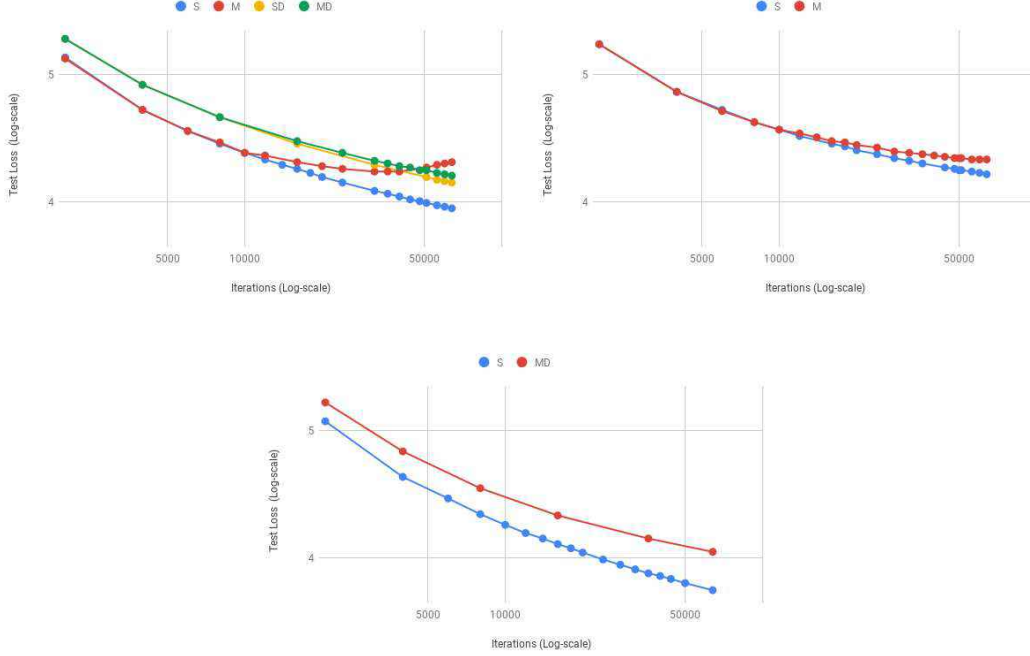 S M SD MD
Test Loss (Log-scale)
5
4
5000 10000 50000
Iterations (Log-scale)
S M
Test Loss (Log-scale)
5
4
5000 10000 50000
Iterations (Log-scale)
S MD
Test Loss (Log-scale)
5
4
5000 10000 50000
Iterations (Log-scale)